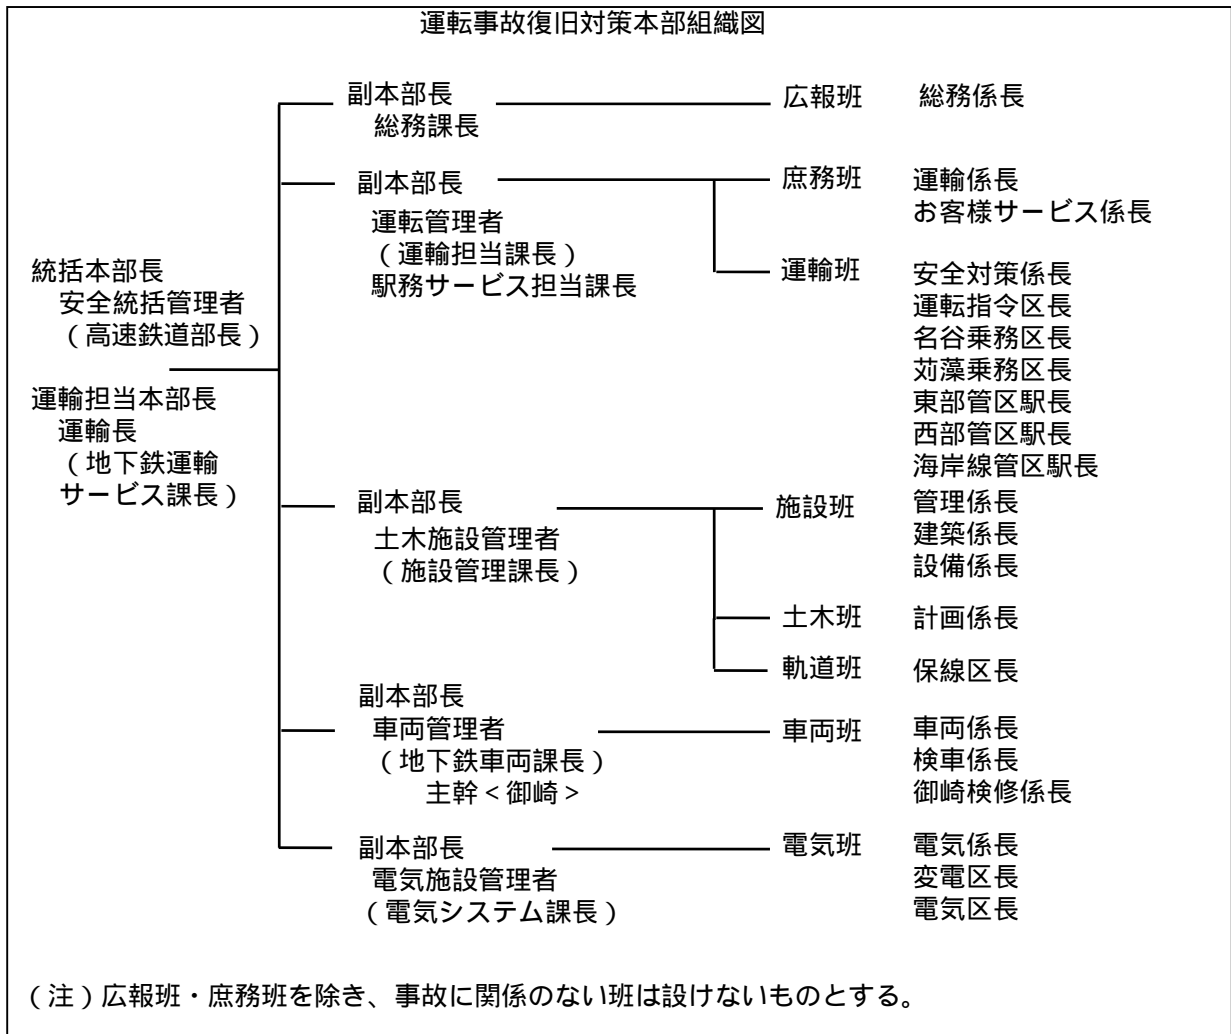 運転事故復旧対策本部組織図
統括本部長
安全統括管理者
(高速鉄道部長)
運輸担当本部長
運輸長
(地下鉄運輸
サービス課長)
副本部長
総務課長
広報班 総務係長
副本部長
運転管理者
(運輸担当課長)
駅務サービス担当課長
庶務班 運輸係長
お客様サービス係長
運輸班 安全対策係長
運転指令区長
名谷乗務区長
苅藻乗務区長
東部管区駅長
西部管区駅長
海岸線管区駅長
副本部長
土木施設管理者
(施設管理課長)
施設班 管理係長
建築係長
設備係長
土木班 計画係長
軌道班 保線区長
副本部長
車両管理者
(地下鉄車両課長)
主幹<御崎>
車両班 車両係長
検車係長
御崎検修係長
副本部長
電気施設管理者
(電気システム課長)
電気班 電気係長
変電区長
電気区長
(注)広報班・庶務班を除き、事故に関係のない班は設けないものとする。